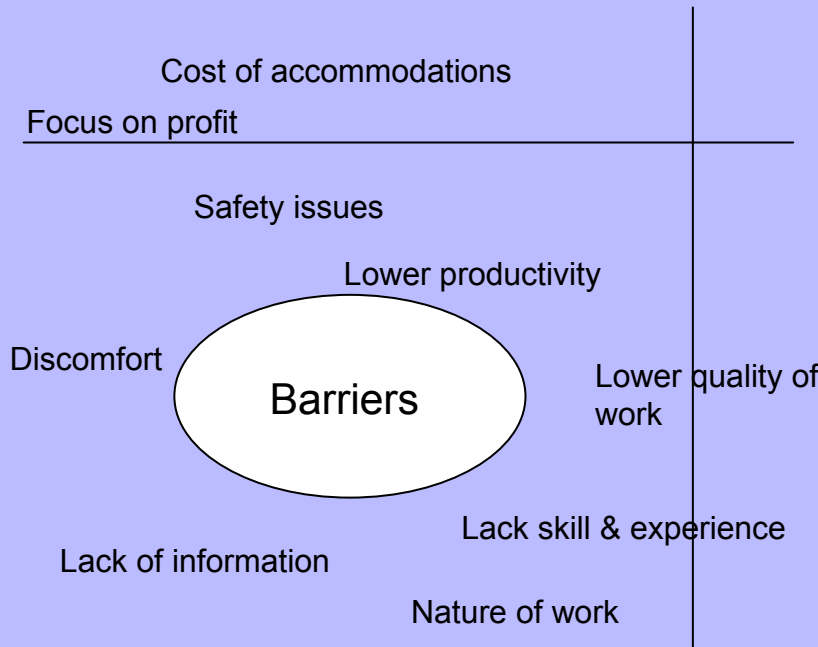 Cost of accommodations
Focus on profit
Safety issues
Lower productivity
Discomfort
Barriers
Lower quality of
work
Lack skill & experience
Lack of information
Nature of work